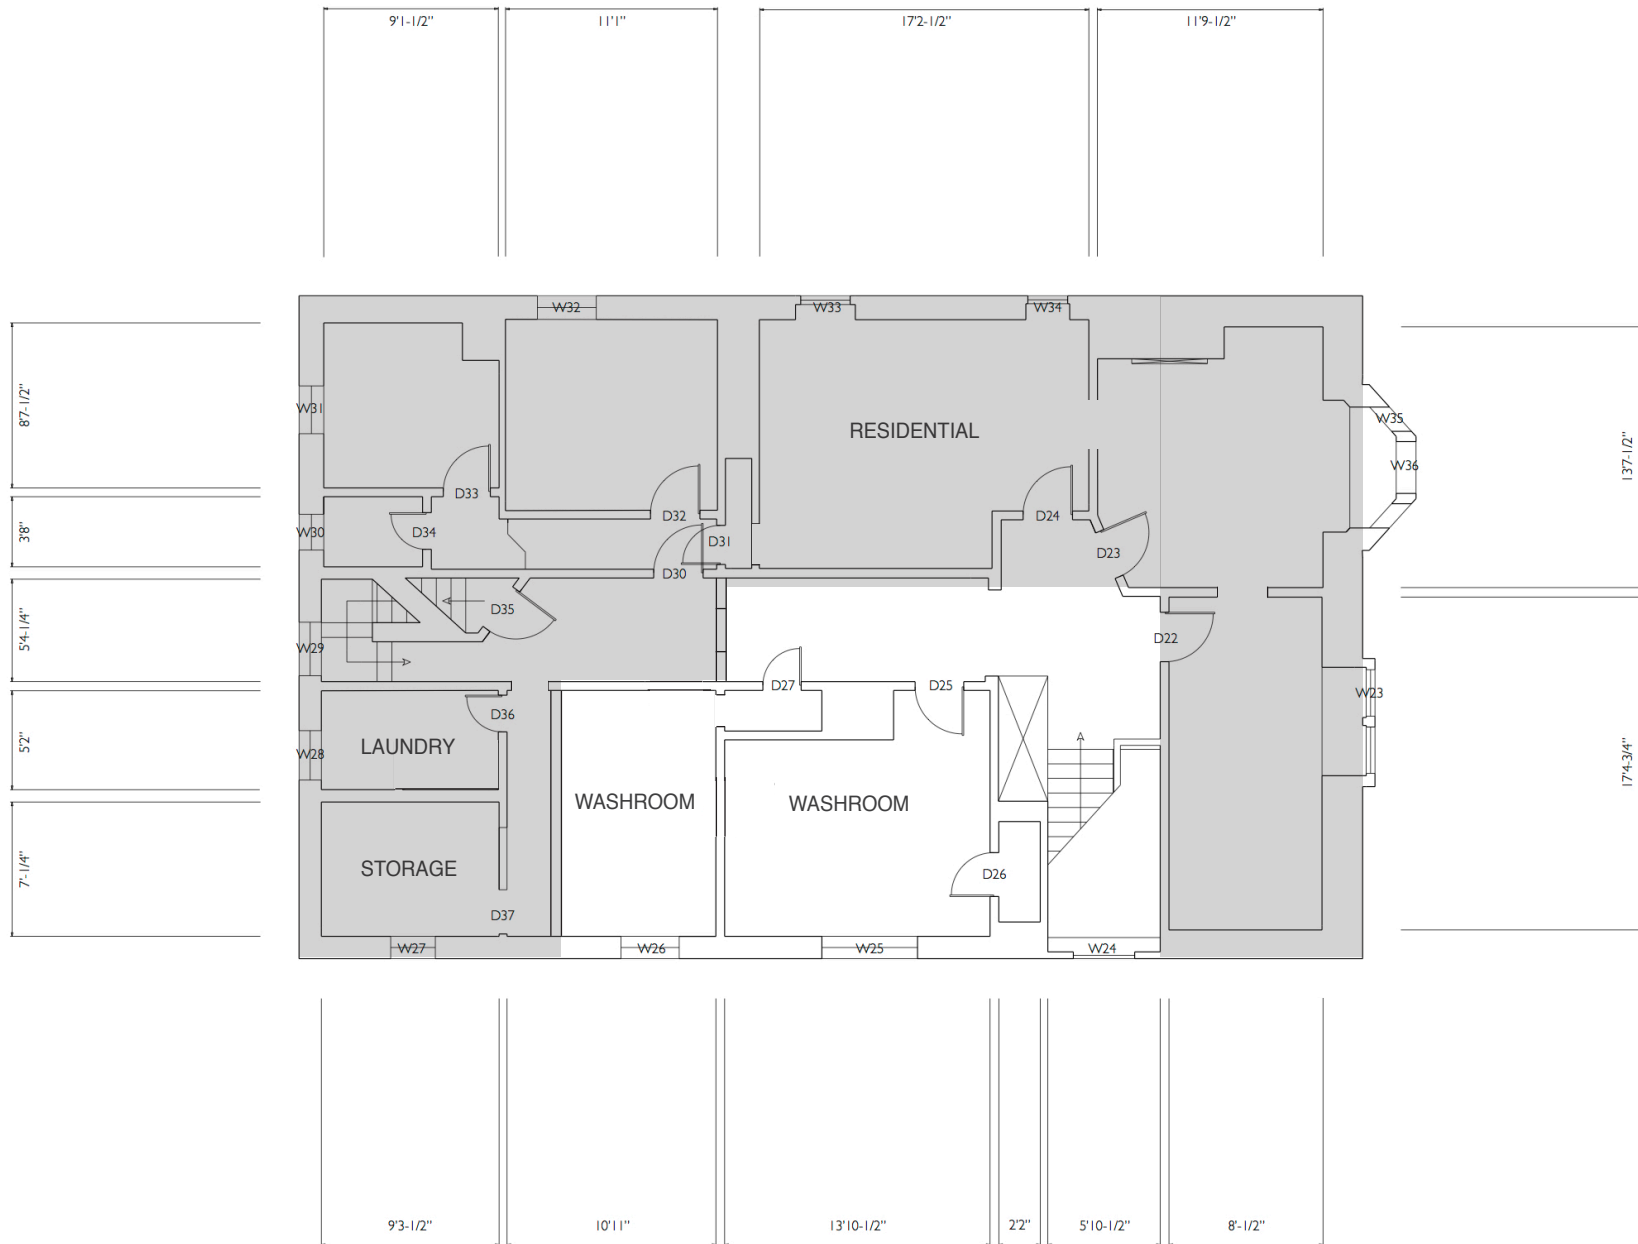 9'1-1/2" 11'1" 17'2-1/2" 11'9-1/2"
W32 W33 W34
8'7-1/2"
W31 W35
RESIDENTIAL
13'7-1/2"
W36
D33
D32 D24
3'8" W30 D34
D31
D23
D30
D35
5'4-1/4" W29 D22
D27 D25 W23
D36
5'2" W28 LAUNDRY
17'4-3/4"
WASHROOM WASHROOM
7'-1/4" STORAGE D26
D37
W27 W26 W25 W24
9'3-1/2" 10'11" 13'10-1/2" 2'2" 5'10-1/2" 8'-1/2"